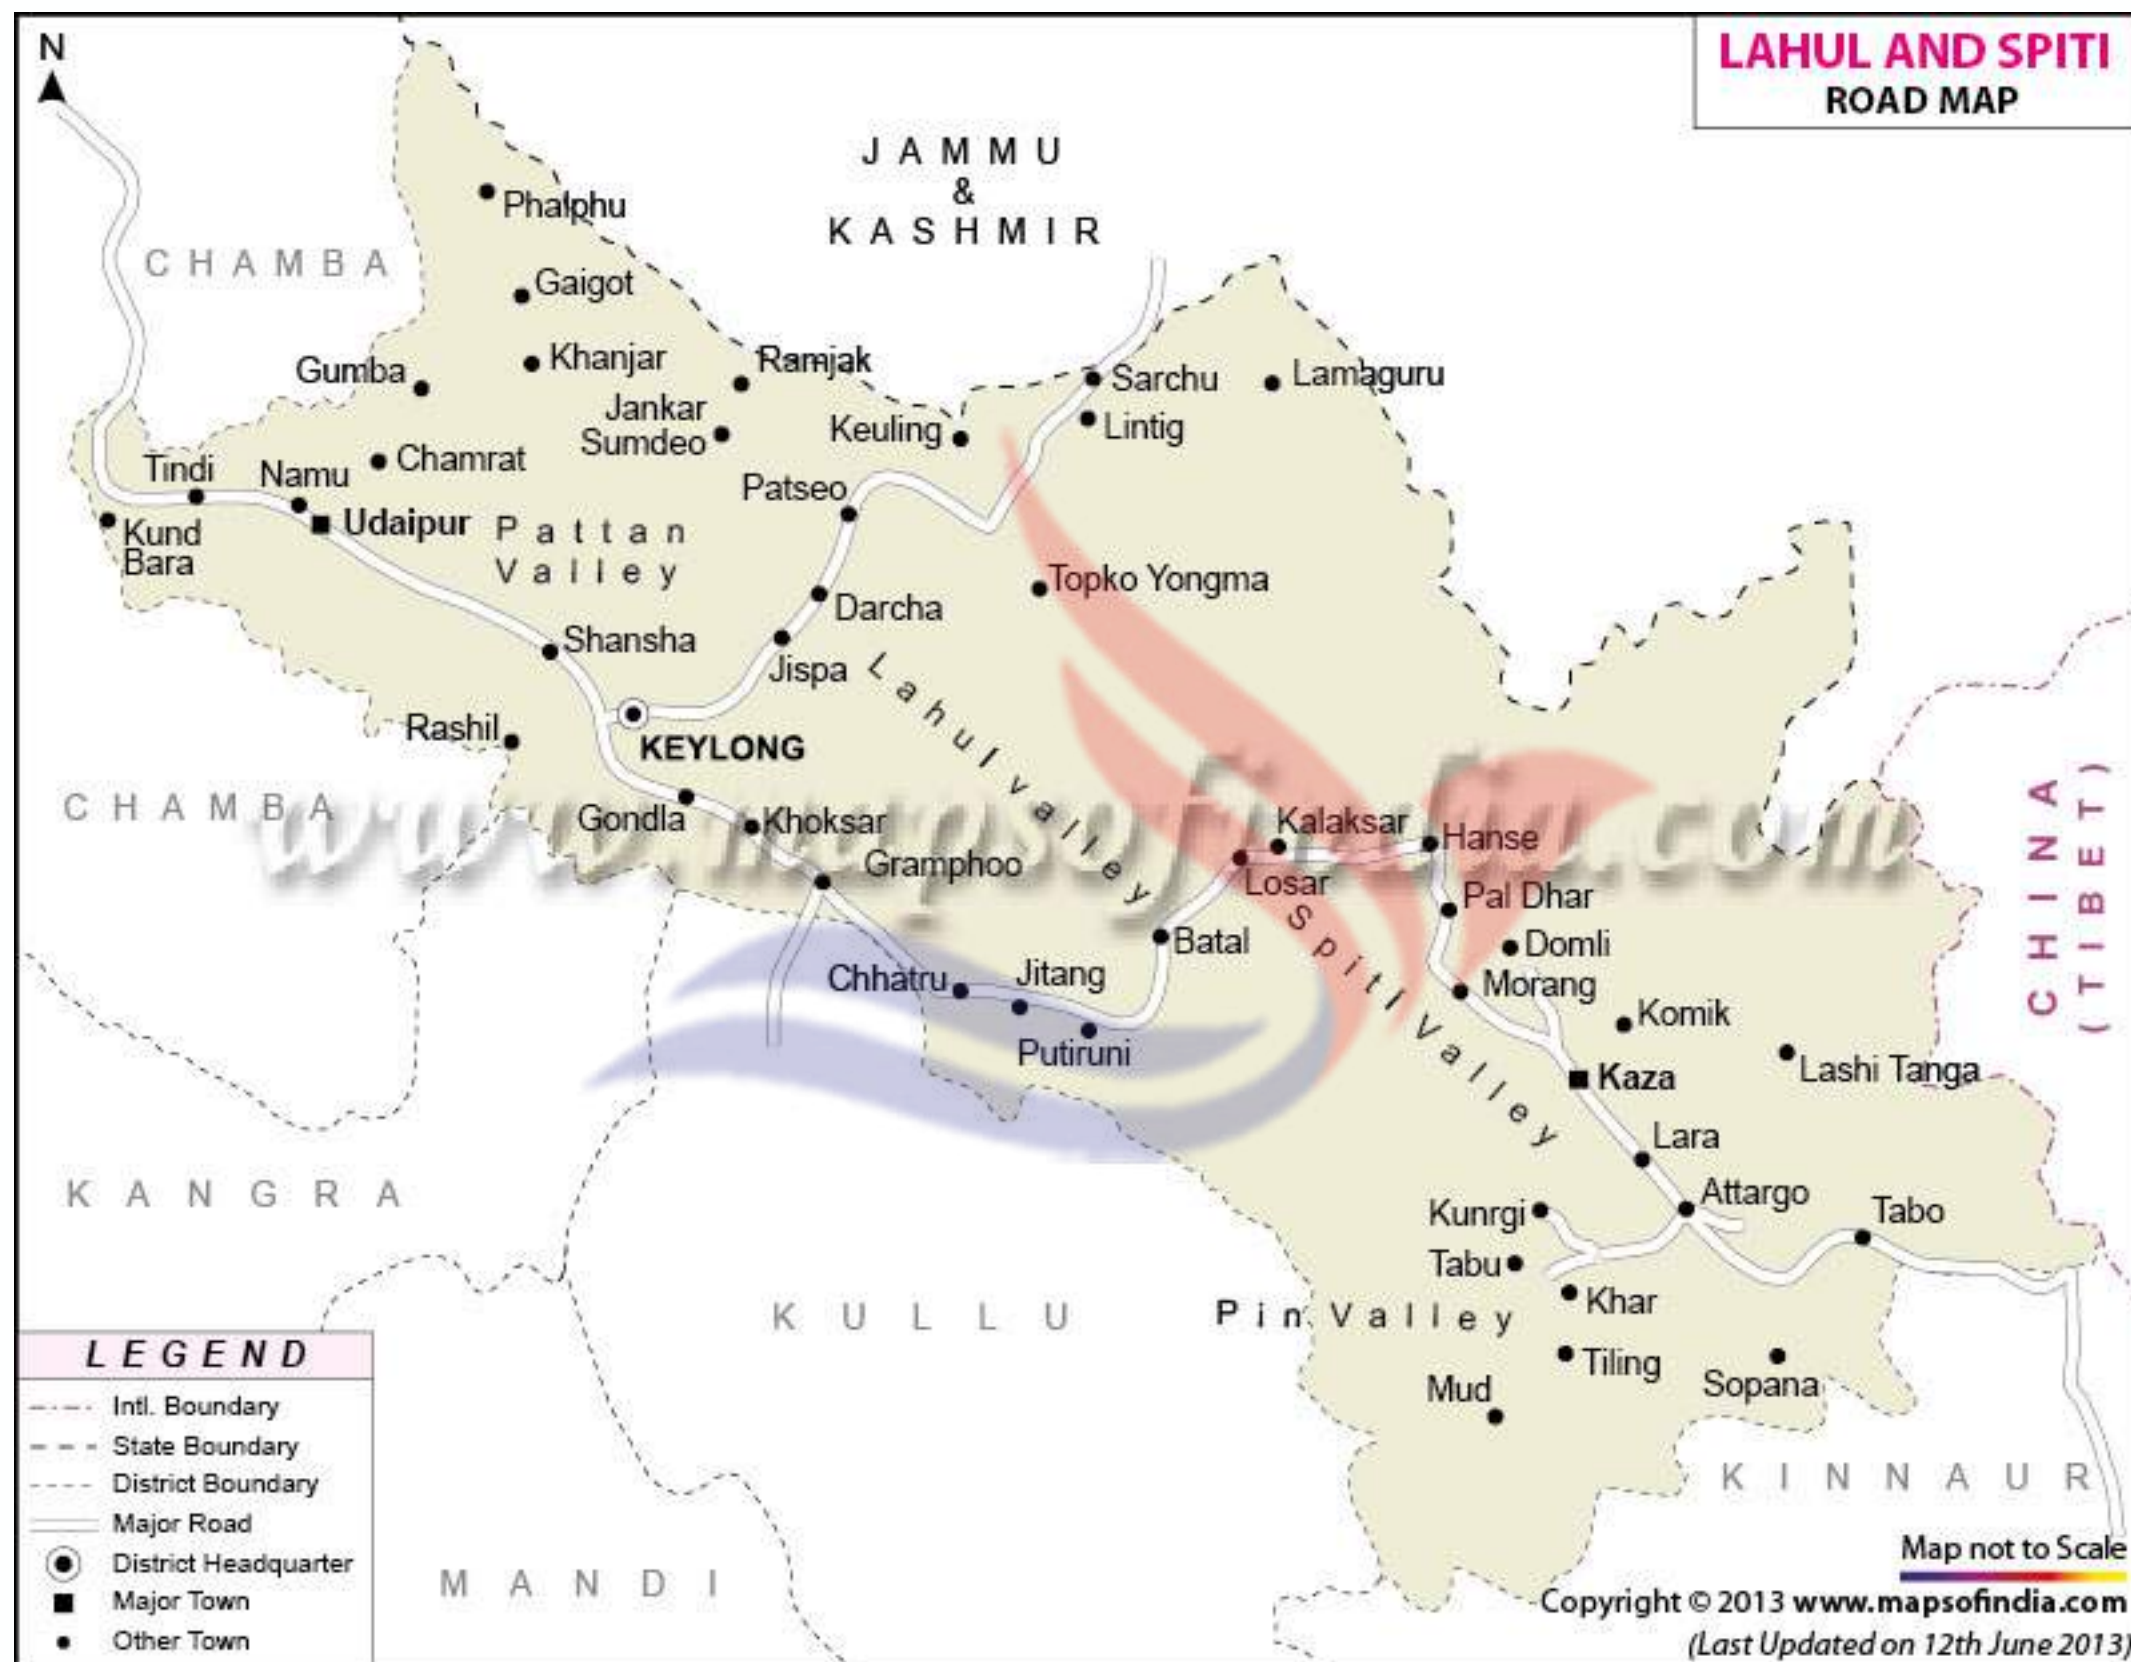 LAHUL AND SPITI
ROAD MAP
N
JAMMU
&
KASHMIR
CHAMBA
Phalphu
Gaigot
Khanjar
Gumba
Ramjak
Jankar
Sumdeo
Keuling
Sarchu
Lamaguru
Lintig
Tindi
Namu
Chamrat
Patseo
Udaipur
Kund
Bara
Pattan
Valley
Topko Yongma
Darcha
Shansha
Jispa
Lahul valley
Rashil
KEYLONG
CHAMBA
www.mapsofindia.com
Gondla
Khoksar
Gramphoo
Kalaksar
Hanse
Losar
Pal Dhar
Spiti Valley
Batal
Domli
Chhatru
Jitang
Morang
Putiruni
Komik
Kaza
Lashi Tanga
CHINA
(TIBET)
Lara
KANGRA
Kunrgi
Attargo
Tabo
Tabu
Khar
KULLU
Pin Valley
Tiling
Sopana
Mud
KINNAUR
MANDI
LEGEND
Intl. Boundary
State Boundary
District Boundary
Major Road
District Headquarter
Major Town
Other Town
Map not to Scale
Copyright © 2013 www.mapsofindia.com
(Last Updated on 12th June 2013)